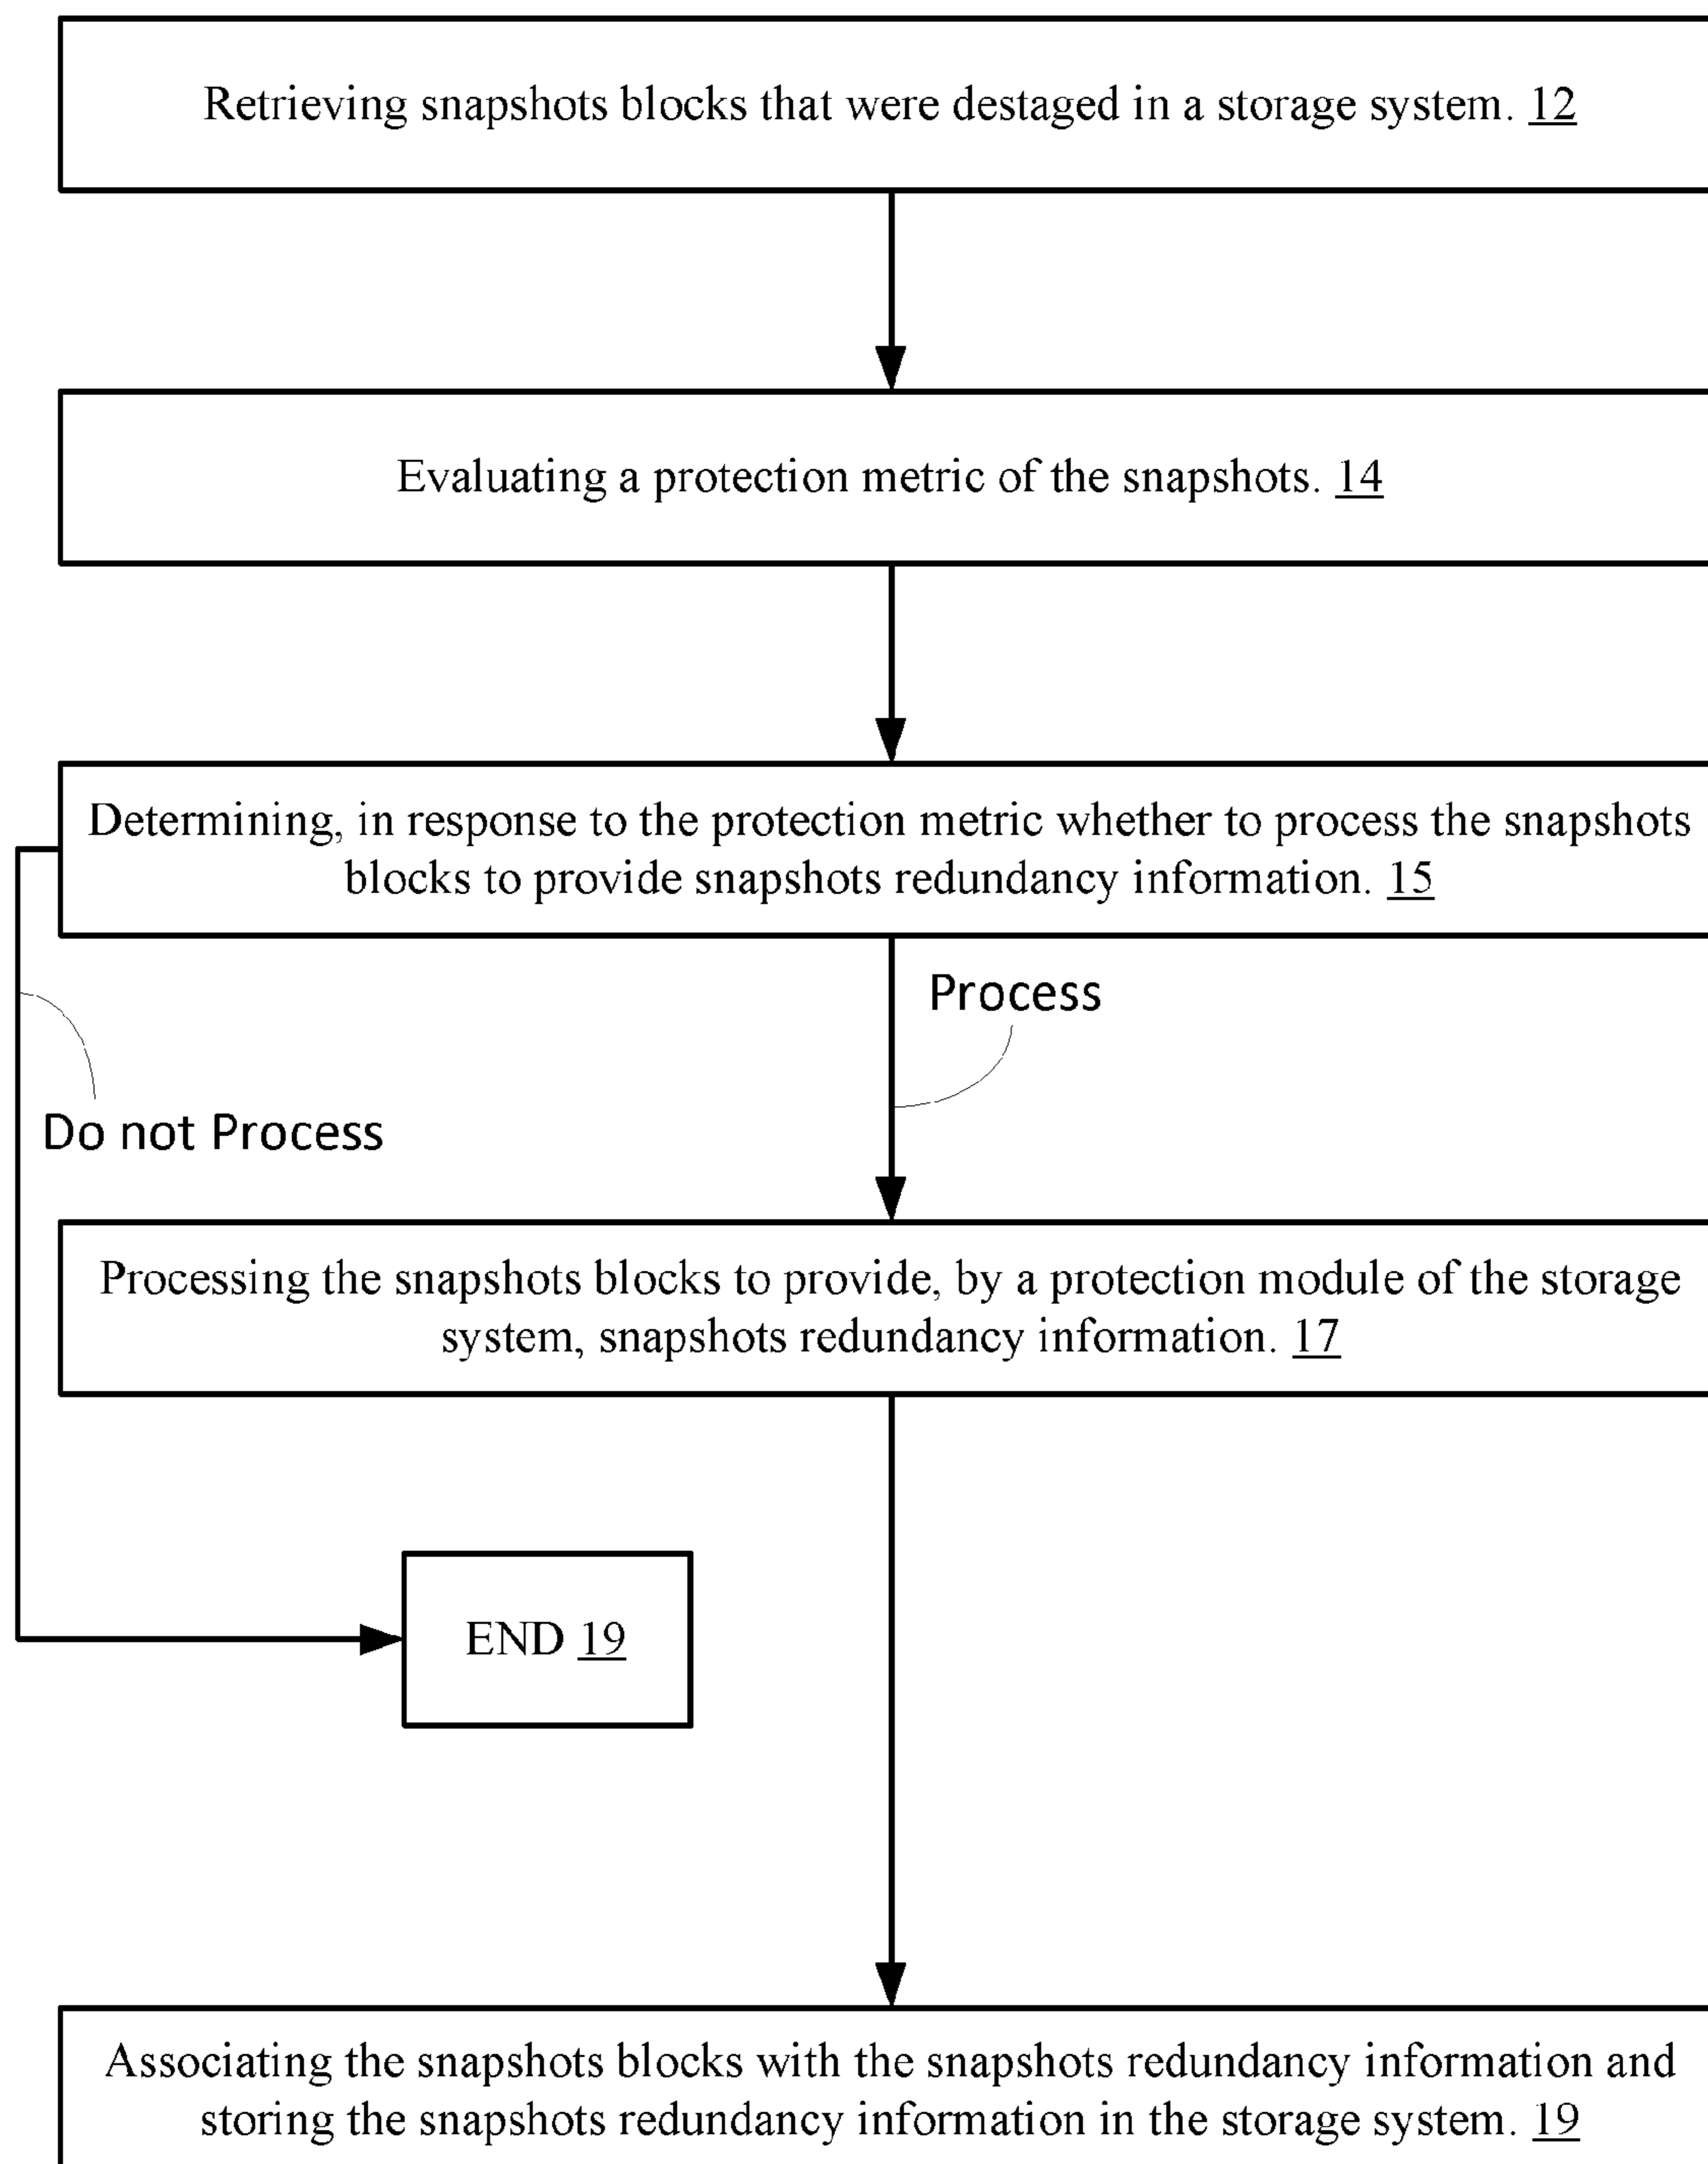 Retrieving snapshots blocks that were destaged in a storage system. 12
Evaluating a protection metric of the snapshots. 14
Determining, in response to the protection metric whether to process the snapshots
blocks to provide snapshots redundancy information. 15
Process
Do not Process
Processing the snapshots blocks to provide, by a protection module of the storage
system, snapshots redundancy information. 17
END 19
Associating the snapshots blocks with the snapshots redundancy information and
storing the snapshots redundancy information in the storage system. 19